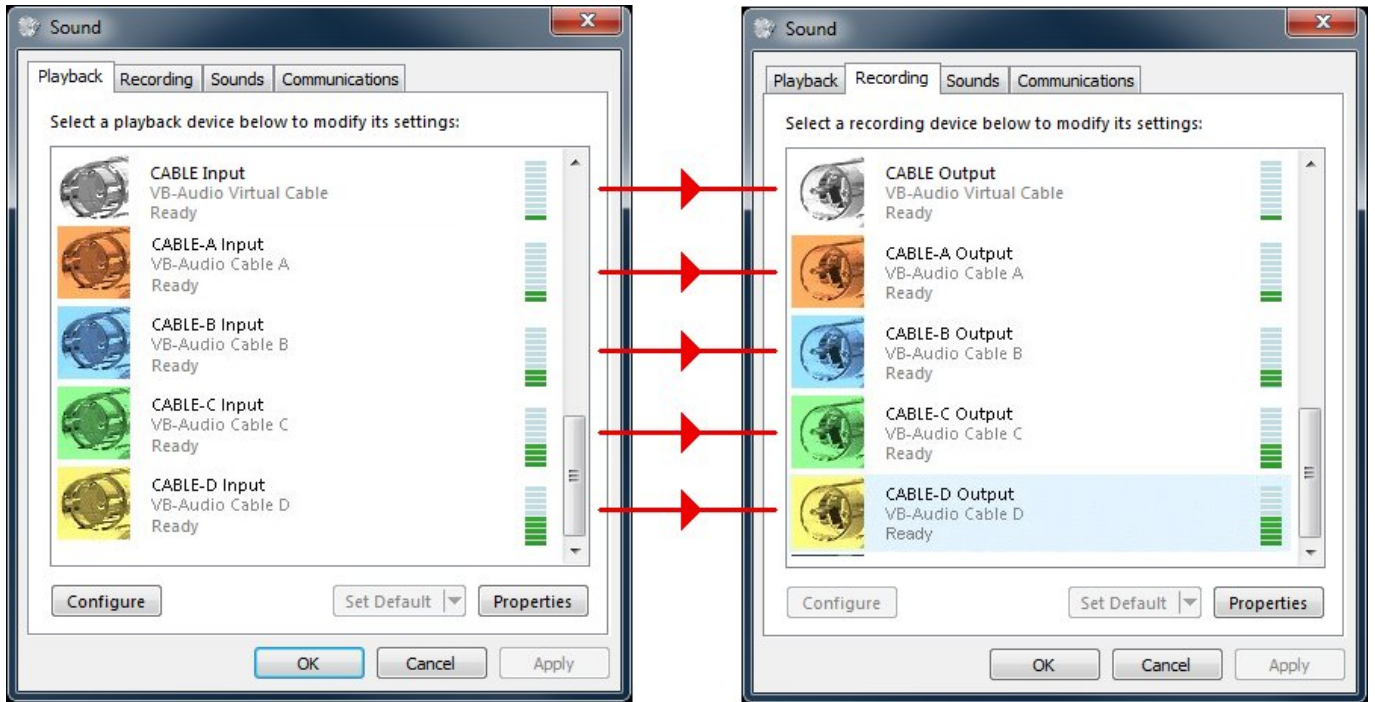 Sound
Playback Recording Sounds Communications
Select a playback device below to modify its settings:
CABLE Input
VB-Audio Virtual Cable
Ready
CABLE-A Input
VB-Audio Cable A
Ready
CABLE-B Input
VB-Audio Cable B
Ready
CABLE-C Input
VB-Audio Cable C
Ready
CABLE-D Input
VB-Audio Cable D
Ready
Configure Set Default Properties
OK Cancel Apply
Sound
Playback Recording Sounds Communications
Select a recording device below to modify its settings:
CABLE Output
VB-Audio Virtual Cable
Ready
CABLE-A Output
VB-Audio Cable A
Ready
CABLE-B Output
VB-Audio Cable B
Ready
CABLE-C Output
VB-Audio Cable C
Ready
CABLE-D Output
VB-Audio Cable D
Ready
Configure Set Default Properties
OK Cancel Apply